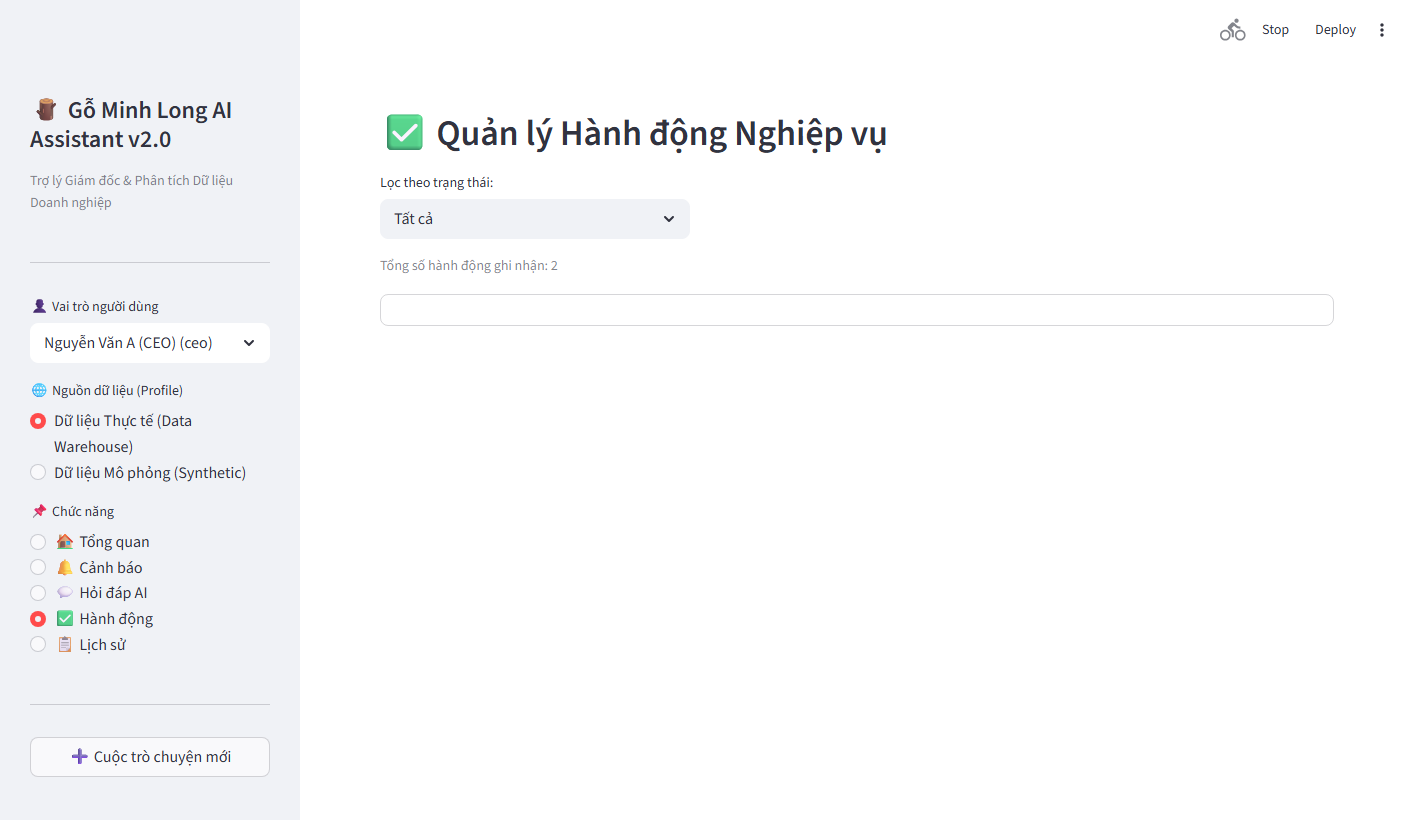 Stop
Deploy
Gỗ Minh Long AI
Assistant v2.0
Trợ lý Giám đốc & Phân tích Dữ liệu
Doanh nghiệp
Vai trò người dùng
Nguyễn Văn A (CEO) (ceo)
Nguồn dữ liệu (Profile)
Dữ liệu Thực tế (Data
Warehouse)
Dữ liệu Mô phỏng (Synthetic)
Chức năng
Tổng quan
Cảnh báo
Hỏi đáp AI
Hành động
Lịch sử
Cuộc trò chuyện mới
Quản lý Hành động Nghiệp vụ
Lọc theo trạng thái:
Tất cả
Tổng số hành động ghi nhận: 2